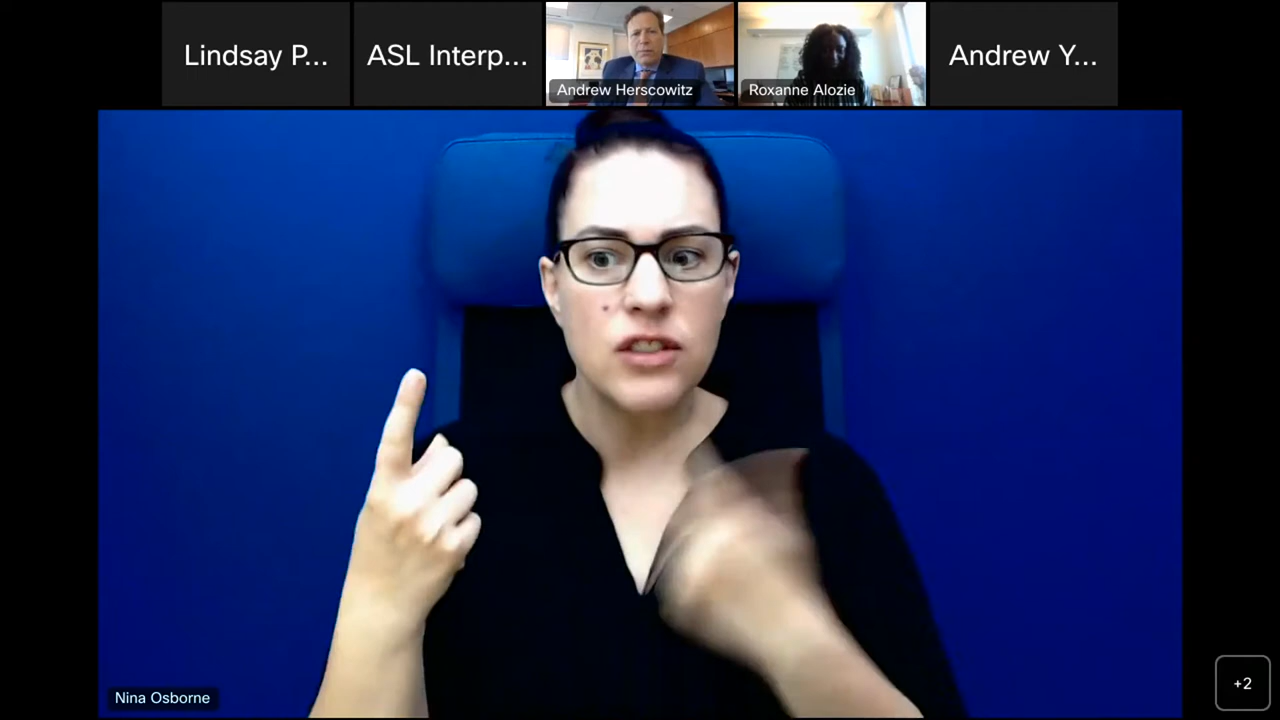 Lindsay P...
ASL Interp...
Andrew Herscowitz
Roxanne Alozie
Andrew Y...
Nina Osborne
+2